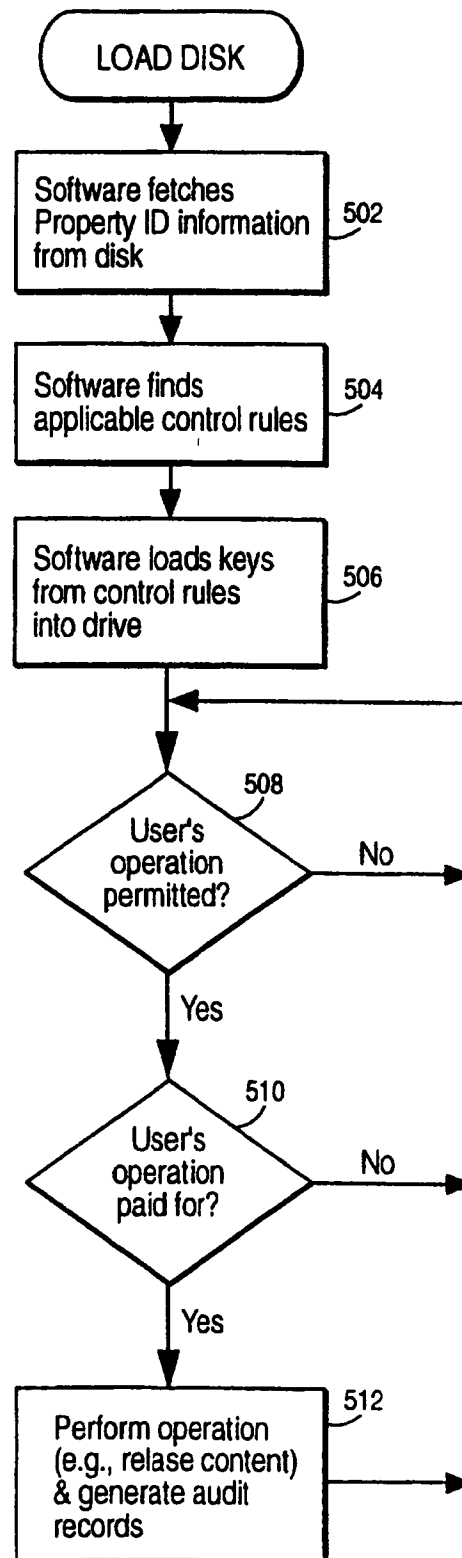 LOAD DISK
Software fetches
Property ID information
from disk
502
Software finds
applicable control rules
504
Software loads keys
from control rules
into drive
506
508
User's
operation
permitted?
No
Yes
510
User's
operation
paid for?
No
Yes
512
Perform operation
(e.g., relase content)
& generate audit
records